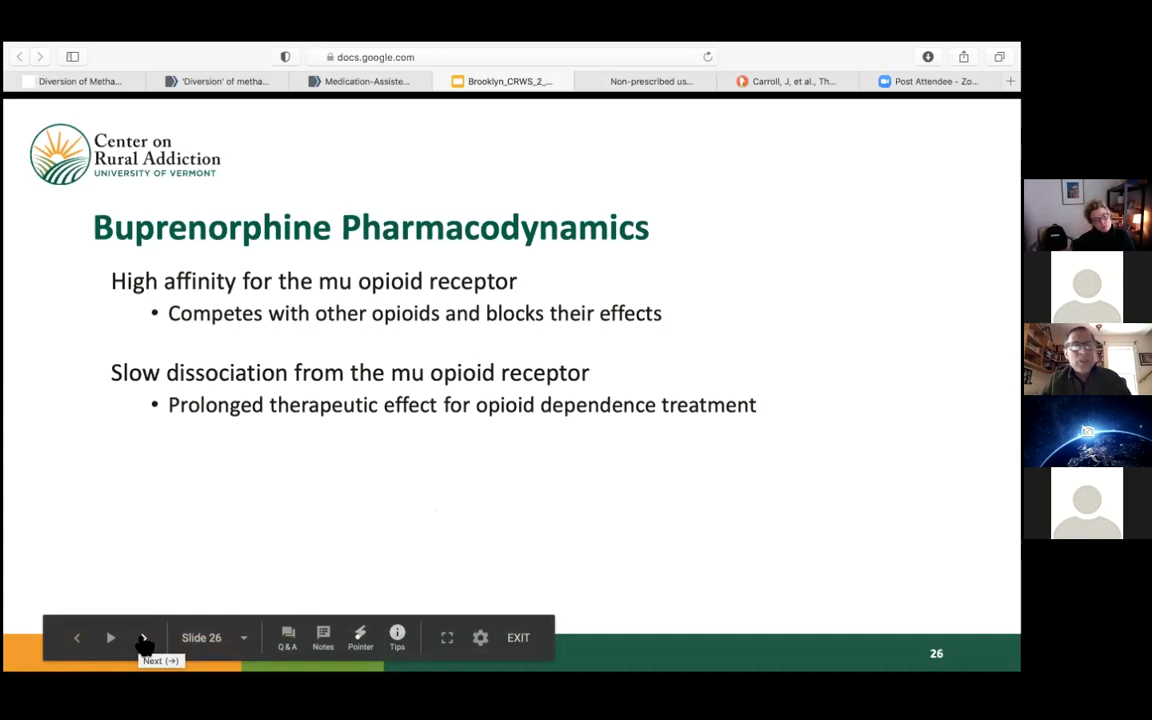 docs.google.com
Diversion of Metha...
'Diversion' of metha...
Medication-Assiste...
Brooklyn_CRWS_2_...
Non-prescribed us...
Carroll, J, et al., Th...
Post Attendee - Zo...
Center on
Rural Addiction
UNIVERSITY OF VERMONT
Buprenorphine Pharmacodynamics
High affinity for the mu opioid receptor
• Competes with other opioids and blocks their effects
Slow dissociation from the mu opioid receptor
• Prolonged therapeutic effect for opioid dependence treatment
Slide 26
Q & A
Notes
Pointer
Tips
EXIT
Next (→)
26